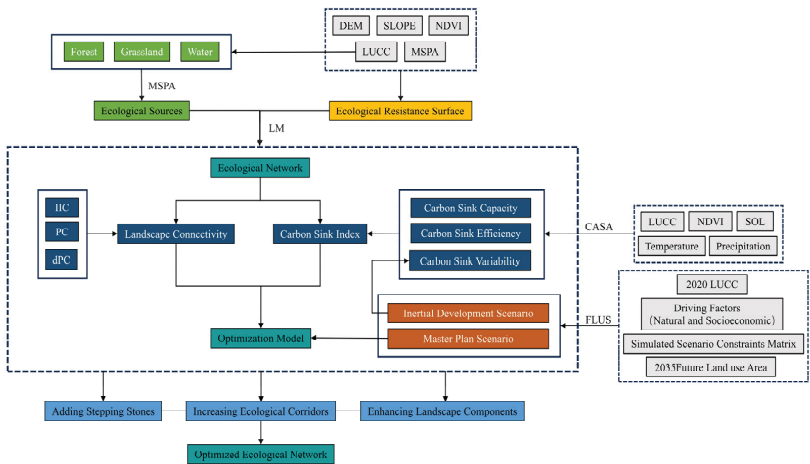 DEM SLOPE NDVI
LUCC MSPA
Forest Grassland Water
MSPA
Ecological Sources
Ecological Resistance Surface
LM
Ecological Network
IIC
PC
dPC
Landscape Connectivity
Carbon Sink Index
Carbon Sink Capacity
Carbon Sink Efficiency
Carbon Sink Variability
CASA
LUCC NDVI SOL
Temperature Precipitation
Inertial Development Scenario
Master Plan Scenario
FLUS
2020 LUCC
Driving Factors
(Natural and Socioeconomic)
Simulated Scenario Constraints Matrix
2035Future Land use Area
Optimization Model
Adding Stepping Stones
Increasing Ecological Corridors
Enhancing Landscape Components
Optimized Ecological Network